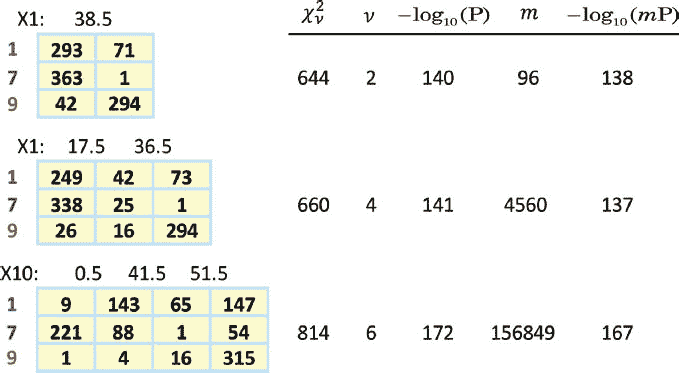 X1: 38.5
χ²ᵥ ν −log₁₀(P) m −log₁₀(mP)
1 293 71
7 363 1
9 42 294
644 2 140 96 138
X1: 17.5 36.5
1 249 42 73
7 338 25 1
9 26 16 294
660 4 141 4560 137
X10: 0.5 41.5 51.5
1 9 143 65 147
7 221 88 1 54
9 1 4 16 315
814 6 172 156849 167